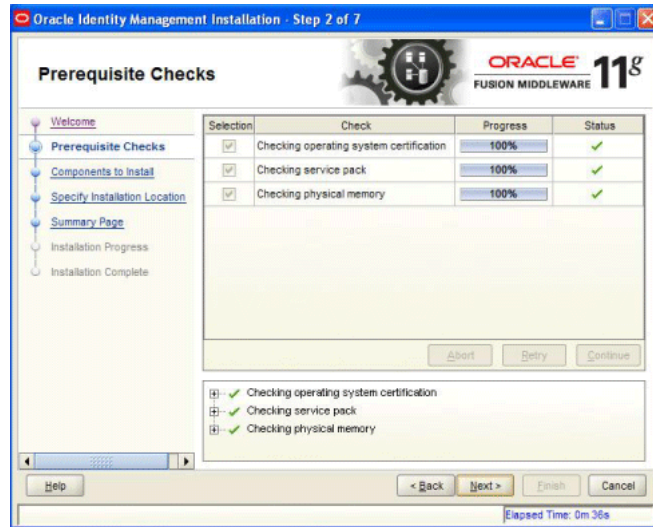 Oracle Identity Management Installation - Step 2 of 7
Prerequisite Checks
ORACLE
FUSION MIDDLEWARE 11g
Welcome
Prerequisite Checks
Components to Install
Specify Installation Location
Summary Page
Installation Progress
Installation Complete
Selection Check Progress Status
Checking operating system certification 100%
Checking service pack 100%
Checking physical memory 100%
Abort Retry Continue
Checking operating system certification
Checking service pack
Checking physical memory
Help < Back Next > Finish Cancel
Elapsed Time: 0m 36s